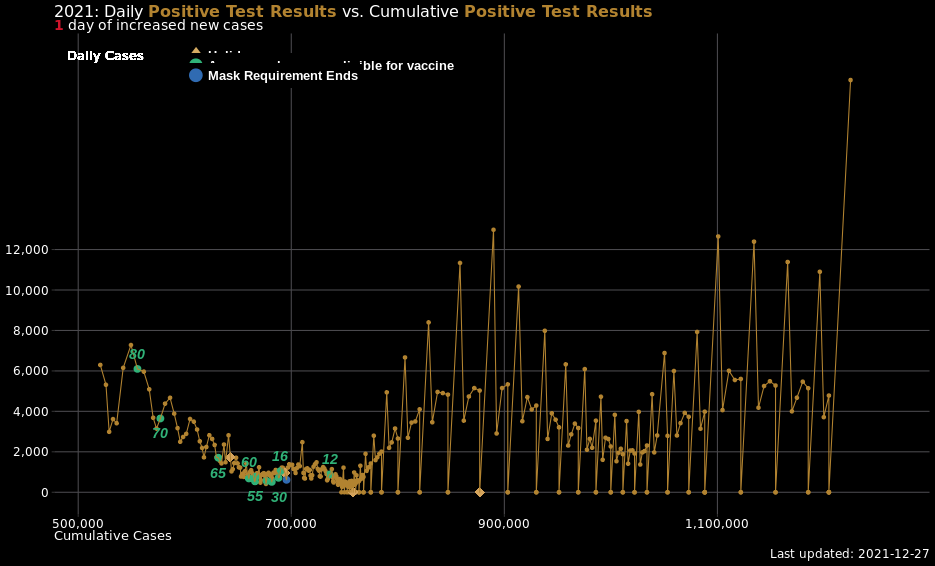 2021: Daily Positive Test Results vs. Cumulative Positive Test Results
1 day of increased new cases
Daily Cases
Mask Requirement Ends
for vaccine
12,000
10,000
8,000
6,000
4,000
2,000
0
80
70
65
60
55
16
30
12
500,000
700,000
900,000
1,100,000
Cumulative Cases
Last updated: 2021-12-27